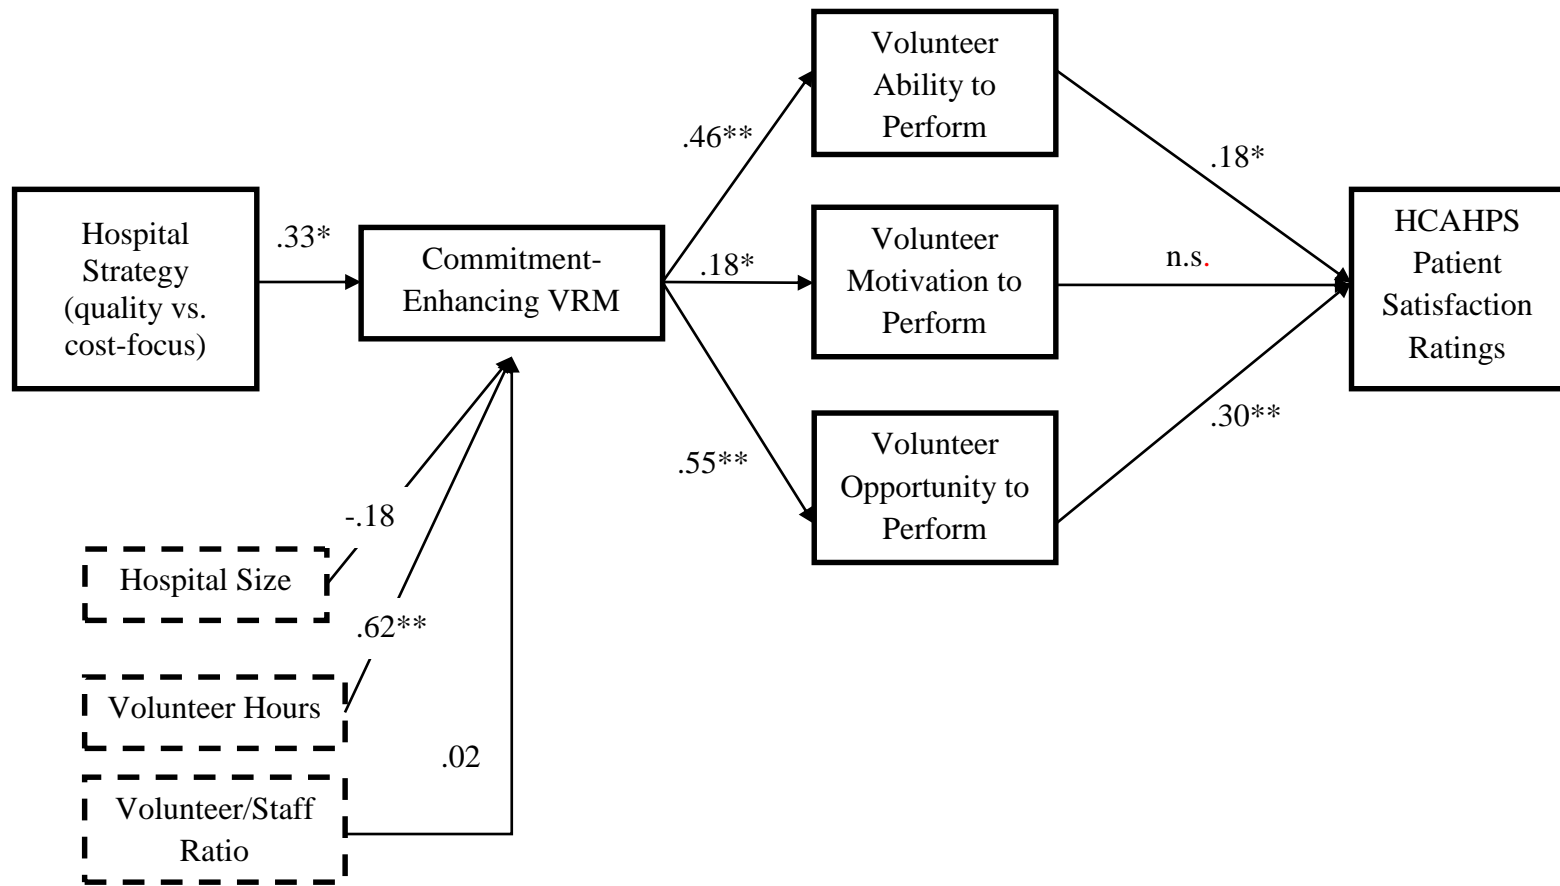 Hospital
Strategy
(quality vs.
cost-focus)
.33*
Commitment-
Enhancing VRM
.46**
.18*
.55**
Volunteer
Ability to
Perform
Volunteer
Motivation to
Perform
Volunteer
Opportunity to
Perform
.18*
n.s.
.30**
HCAHPS
Patient
Satisfaction
Ratings
-.18
Hospital Size
.62**
Volunteer Hours
.02
Volunteer/Staff
Ratio